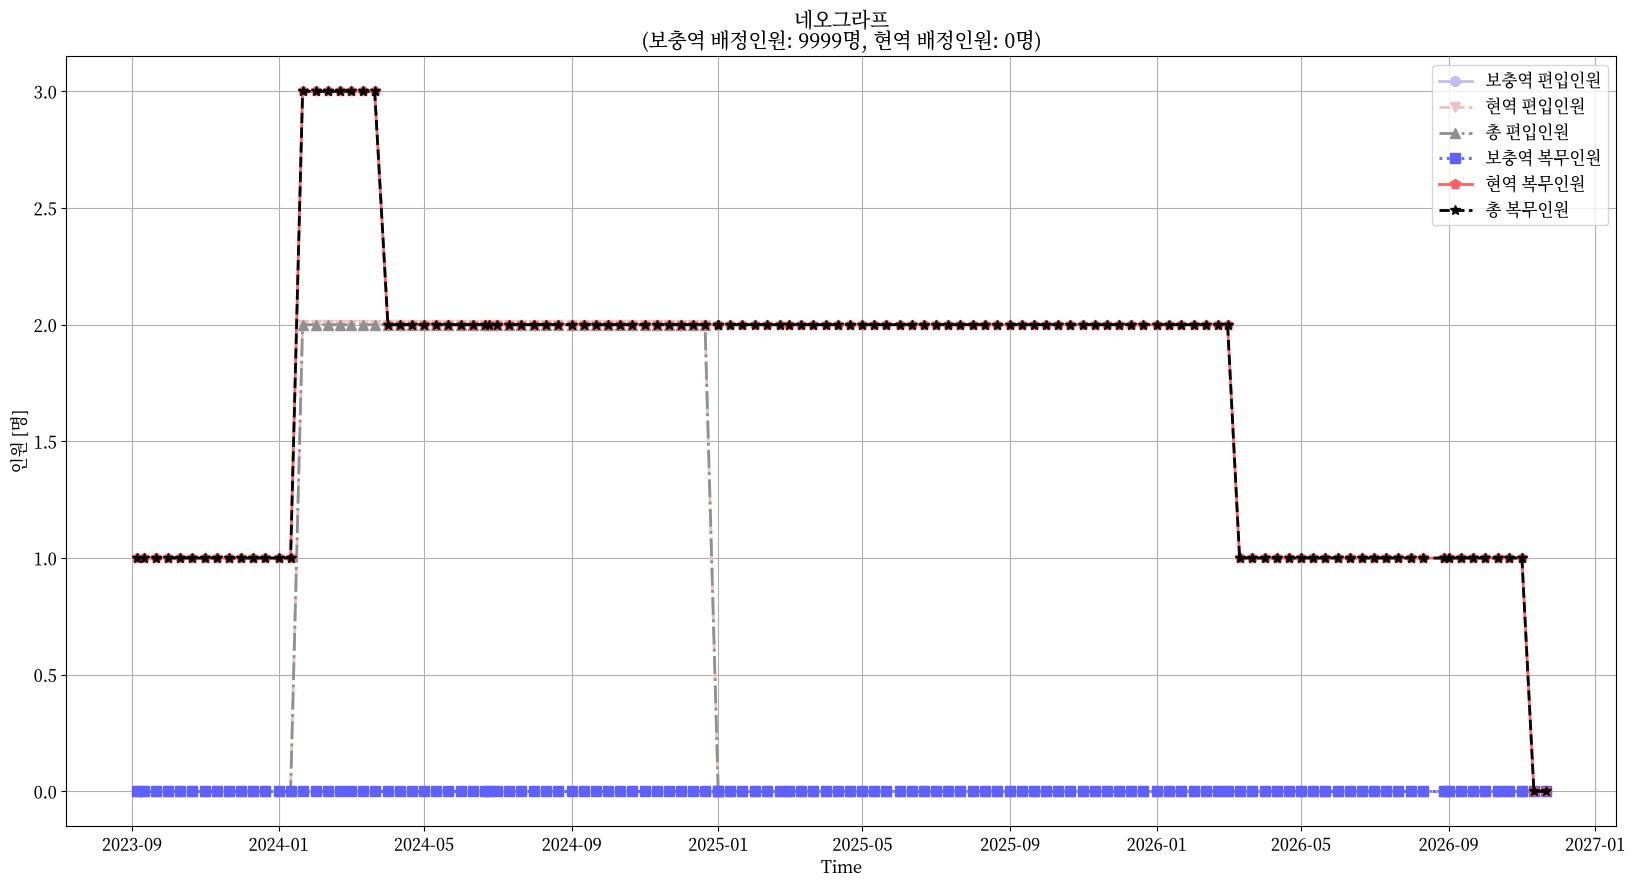 네오그라프
(보충역 배정인원: 9999명, 현역 배정인원: 0명)
보충역 편입인원
현역 편입인원
총 편입인원
보충역 복무인원
현역 복무인원
총 복무인원
인원 [명]
3.0
2.5
2.0
1.5
1.0
0.5
0.0
2023-09
2024-01
2024-05
2024-09
2025-01
2025-05
2025-09
2026-01
2026-05
2026-09
2027-01
Time